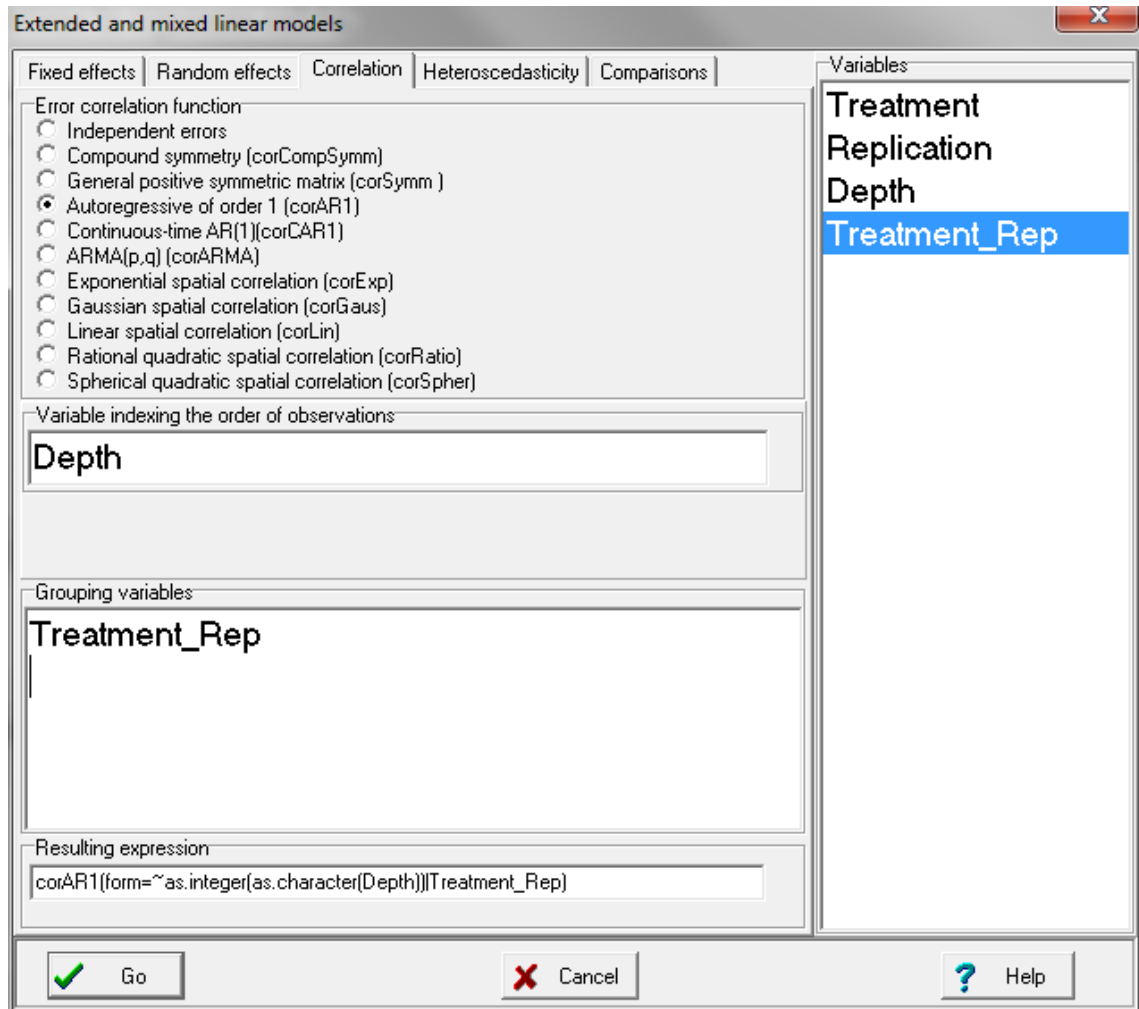 Extended and mixed linear models
x
Fixed effects Random effects Correlation Heteroscedasticity Comparisons
Error correlation function
Independent errors
Compound symmetry (corCompSymm)
General positive symmetric matrix (corSymm )
Autoregressive of order 1 (corAR1)
Continuous-time AR(1)(corCAR1)
ARMA(p,q) (corARMA)
Exponential spatial correlation (corExp)
Gaussian spatial correlation (corGaus)
Linear spatial correlation (corLin)
Rational quadratic spatial correlation (corRatio)
Spherical quadratic spatial correlation (corSpher)
Variable indexing the order of observations
Depth
Grouping variables
Treatment_Rep
Resulting expression
corAR1(form=~as.integer(as.character(Depth))|Treatment_Rep)
Variables
Treatment
Replication
Depth
Treatment_Rep
Go
Cancel
? Help